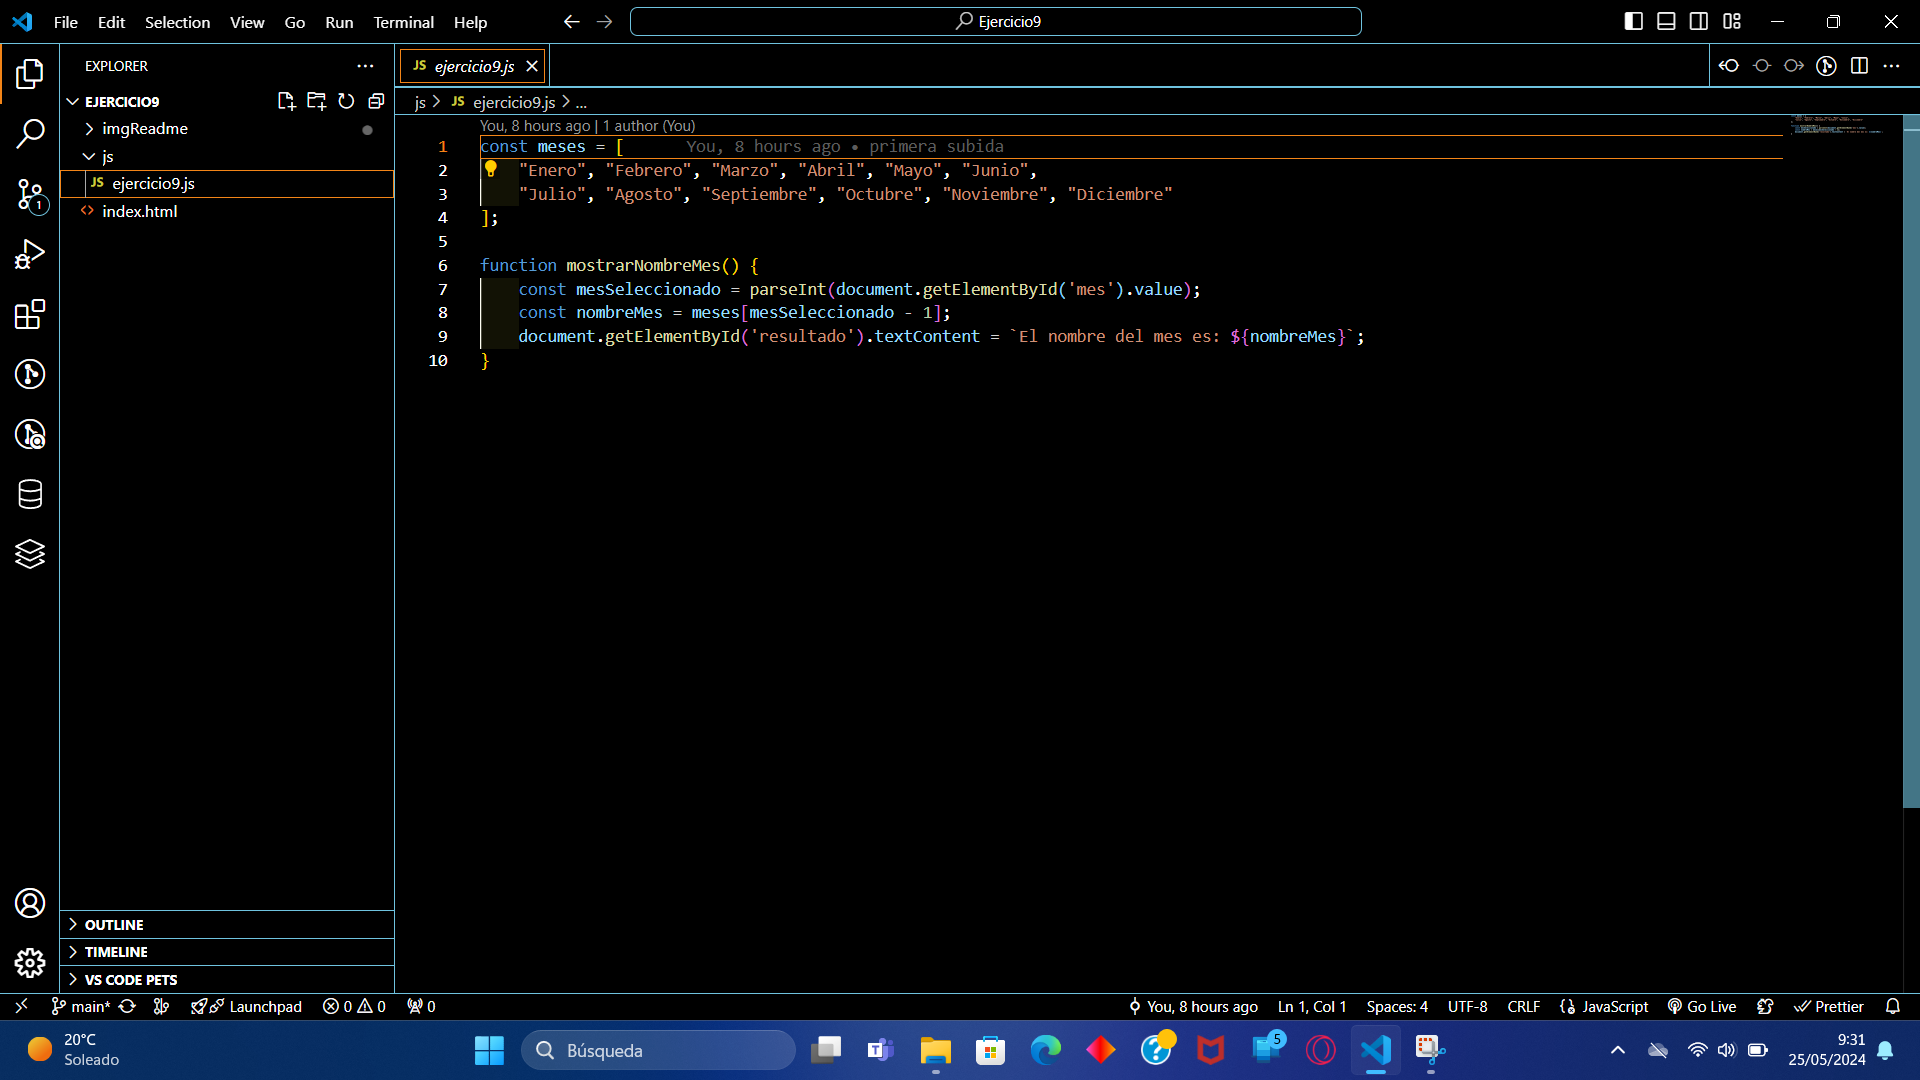 File Edit Selection View Go Run Terminal Help
Ejercicio9
EXPLORER
EJERCICIO9
imgReadme
js
JS ejercicio9.js
index.html
OUTLINE
TIMELINE
VS CODE PETS
JS ejercicio9.js
js > JS ejercicio9.js > ...
You, 8 hours ago | 1 author (You)
1 const meses = [ You, 8 hours ago • primera subida
2 "Enero", "Febrero", "Marzo", "Abril", "Mayo", "Junio",
3 "Julio", "Agosto", "Septiembre", "Octubre", "Noviembre", "Diciembre"
4 ];
5
6 function mostrarNombreMes() {
7 const mesSeleccionado = parseInt(document.getElementById('mes').value);
8 const nombreMes = meses[mesSeleccionado - 1];
9 document.getElementById('resultado').textContent = `El nombre del mes es: ${nombreMes}`;
10 }
1
main* Launchpad 0 0 0
You, 8 hours ago Ln 1, Col 1 Spaces: 4 UTF-8 CRLF JavaScript Go Live Prettier
20°C
Soleado
Búsqueda
5
9:31
25/05/2024